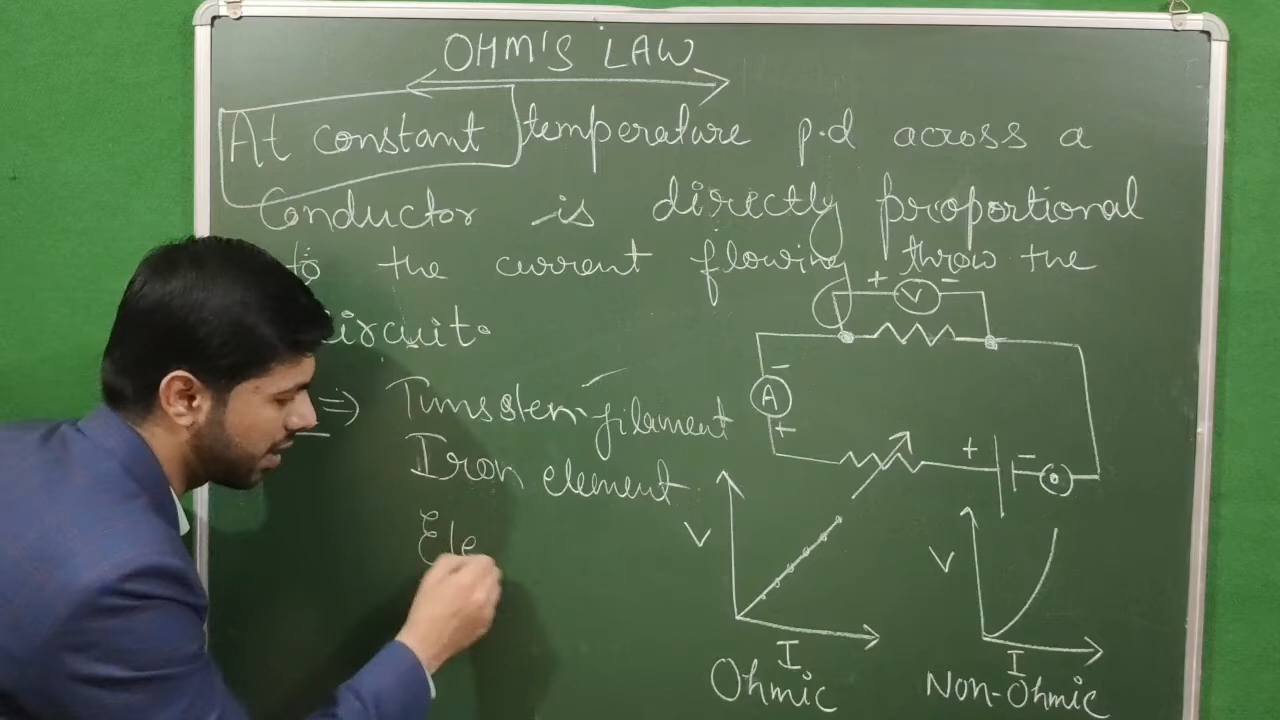 OHM'S LAW
At constant temperature p.d across a
Conductor is directly proportional
to the current flowing throw the
ircuit.
⇒ Tungsten filament
Iron element
Ele
+ V -
-
A
+
+ -
V
I
Ohmic
V
I
Non-Ohmic